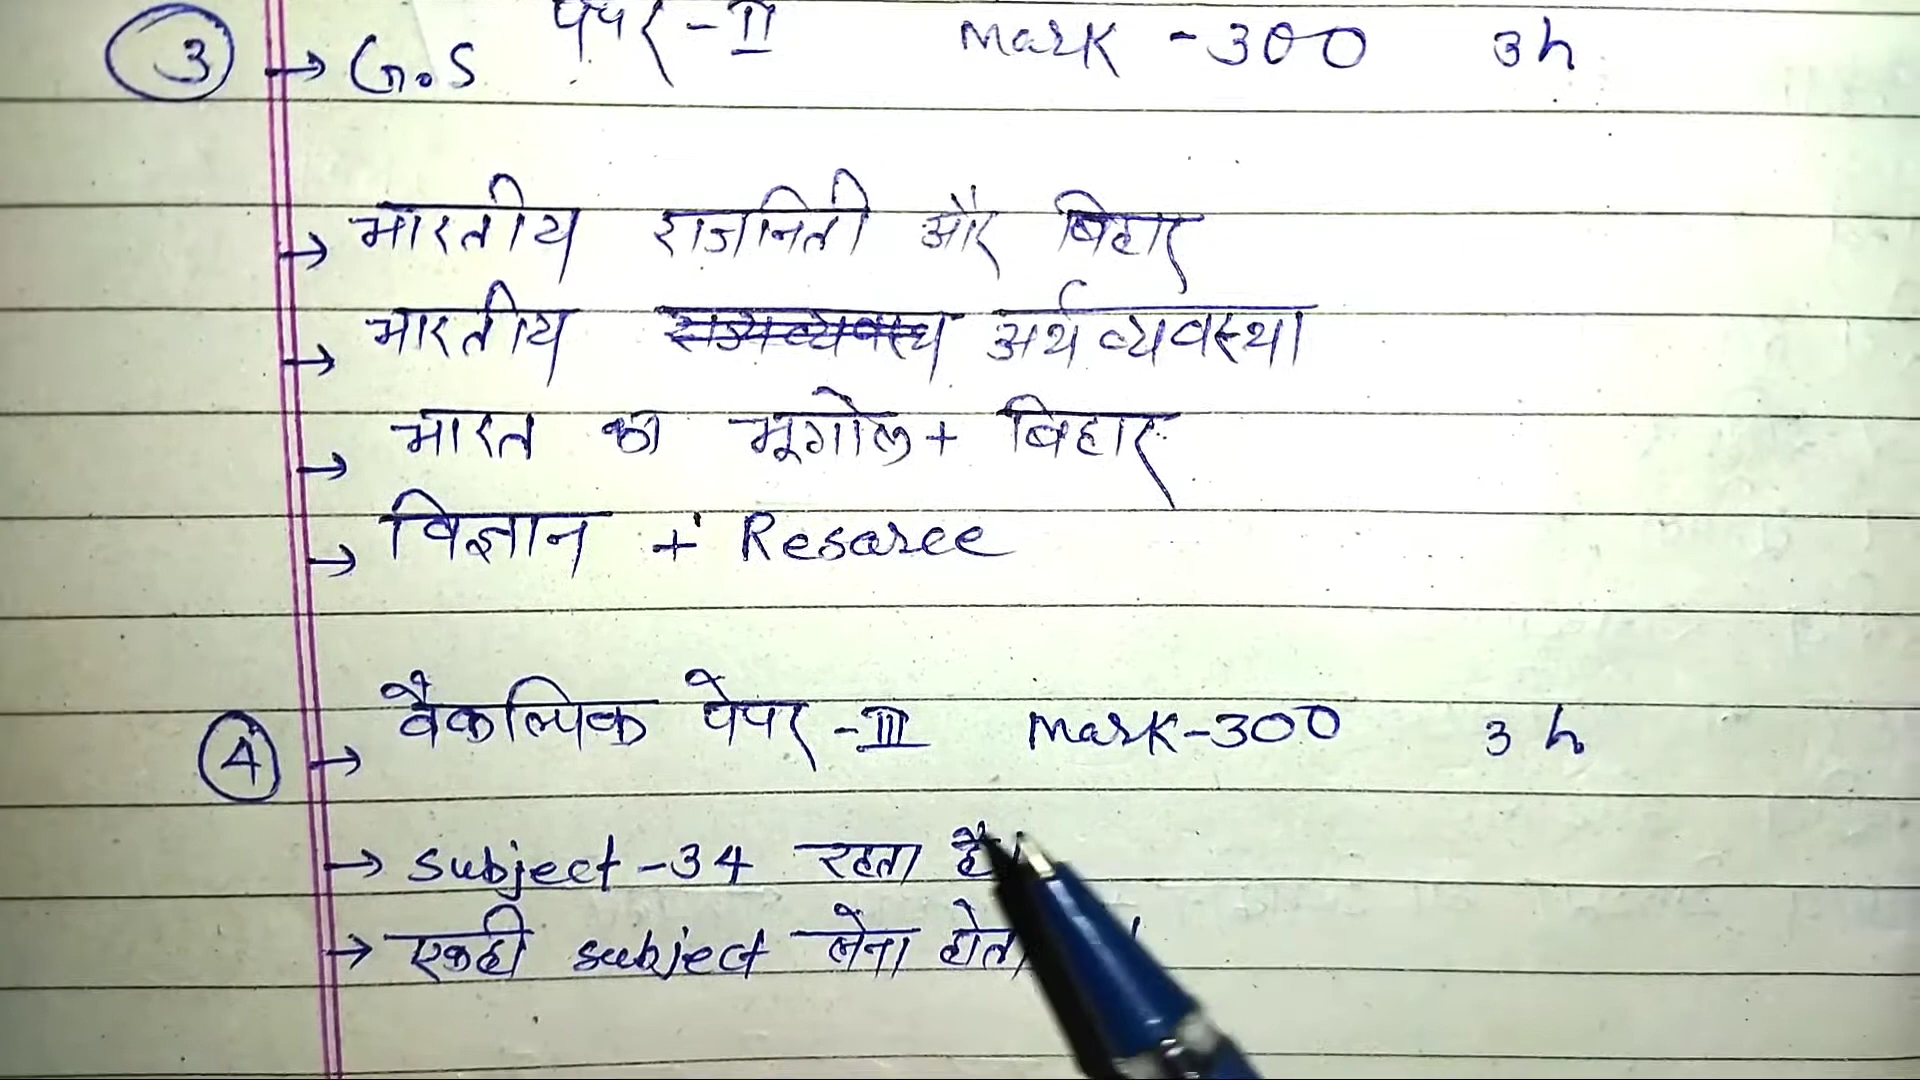 3 → G.S पेपर - II mark - 300 3h
→ भारतीय राजनिती और बिहार
→ भारतीय अर्थव्यवस्था
→ भारत का भूगोल + बिहार
→ विज्ञान + Resaree
4 → वैकल्पिक पेपर - III mark - 300 3 h
→ subject - 34 रहता है।
→ एकही subject लेना होता